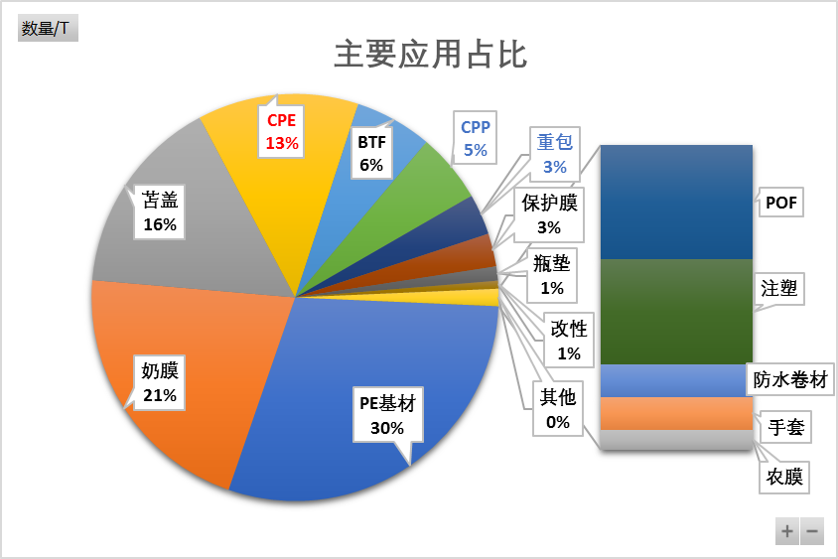 数量/T
主要应用占比
CPE
13%
BTF
6%
CPP
5%
重包
3%
保护膜
3%
瓶垫
1%
改性
1%
其他
0%
苫盖
16%
奶膜
21%
PE基材
30%
POF
注塑
防水卷材
手套
农膜
+ −